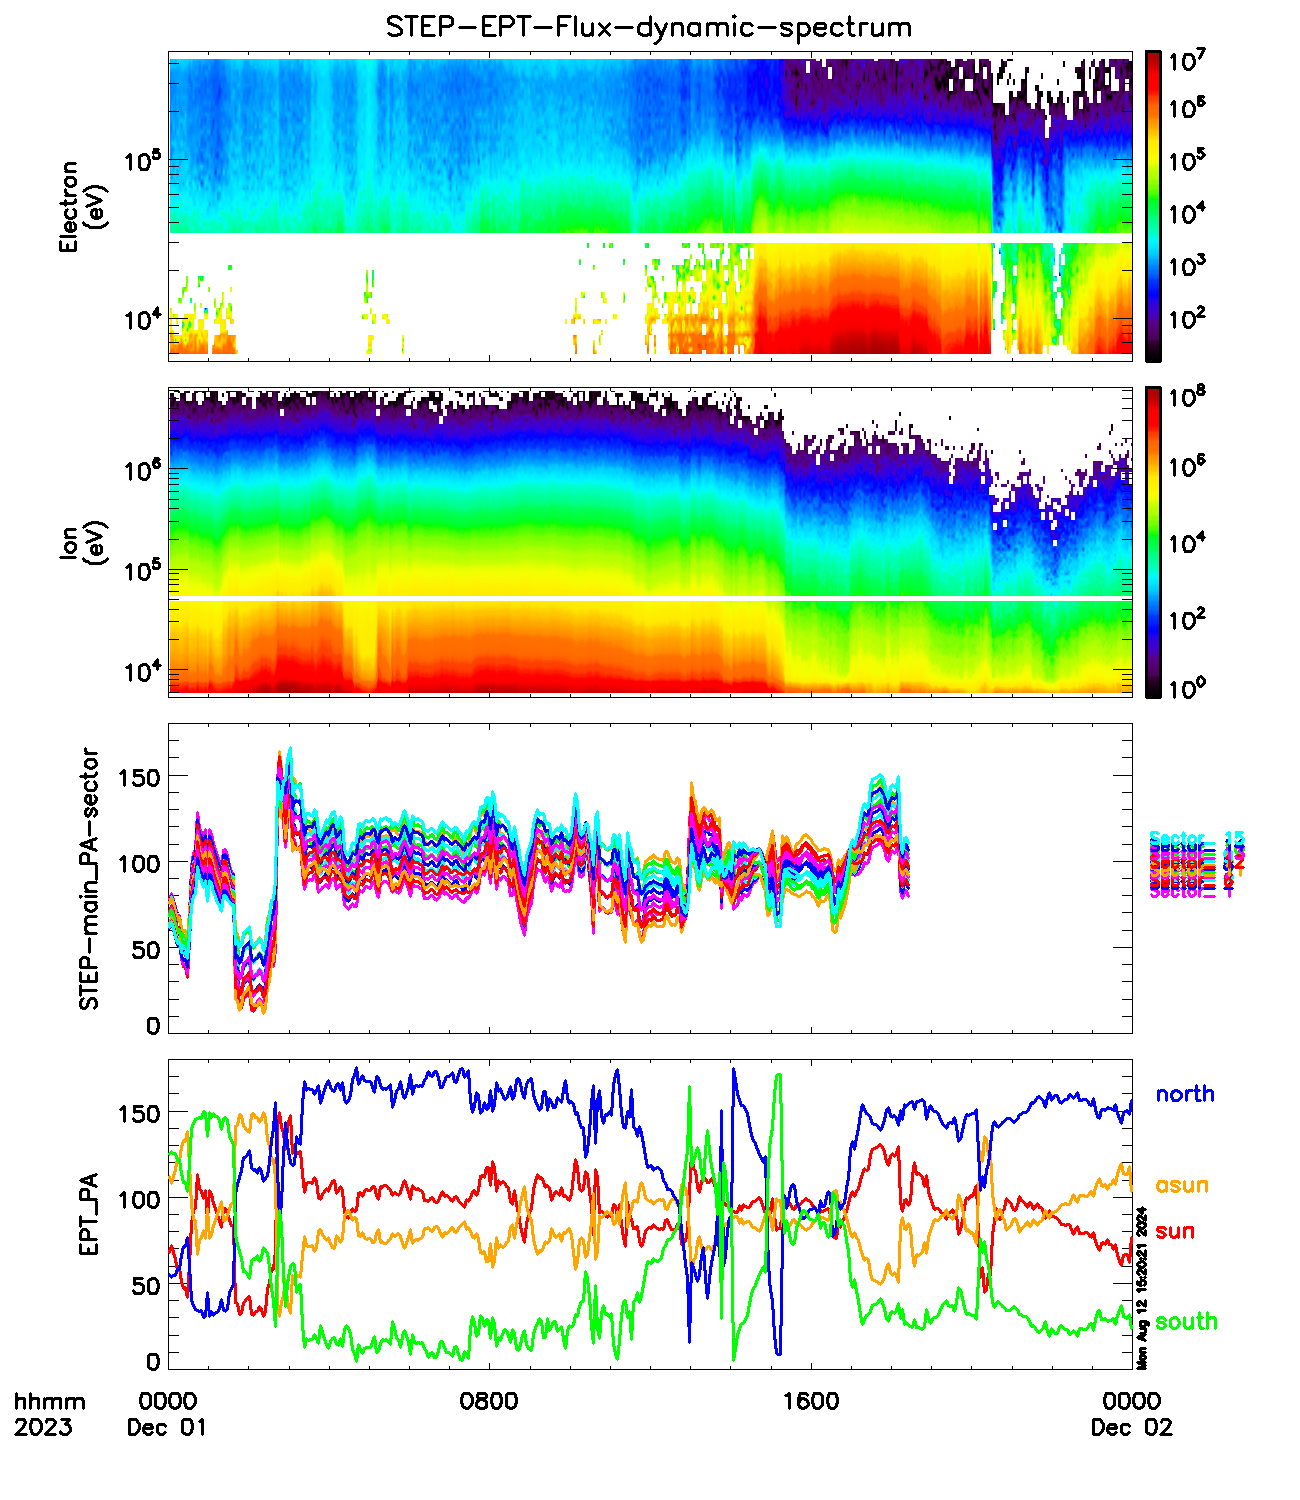 STEP-EPT-Flux-dynamic-spectrum
Electron
(eV)
10^5
10^4
10^7
10^6
10^5
10^4
10^3
10^2
Ion
(eV)
10^6
10^5
10^4
10^8
10^6
10^4
10^2
10^0
STEP-main_PA-sector
150
100
50
0
Sector_ 15
EPT_PA
150
100
50
0
north
asun
sun
south
Mon Aug 12 15:20:21 2024
hhmm 0000 0800 1600 0000
2023 Dec 01 Dec 02